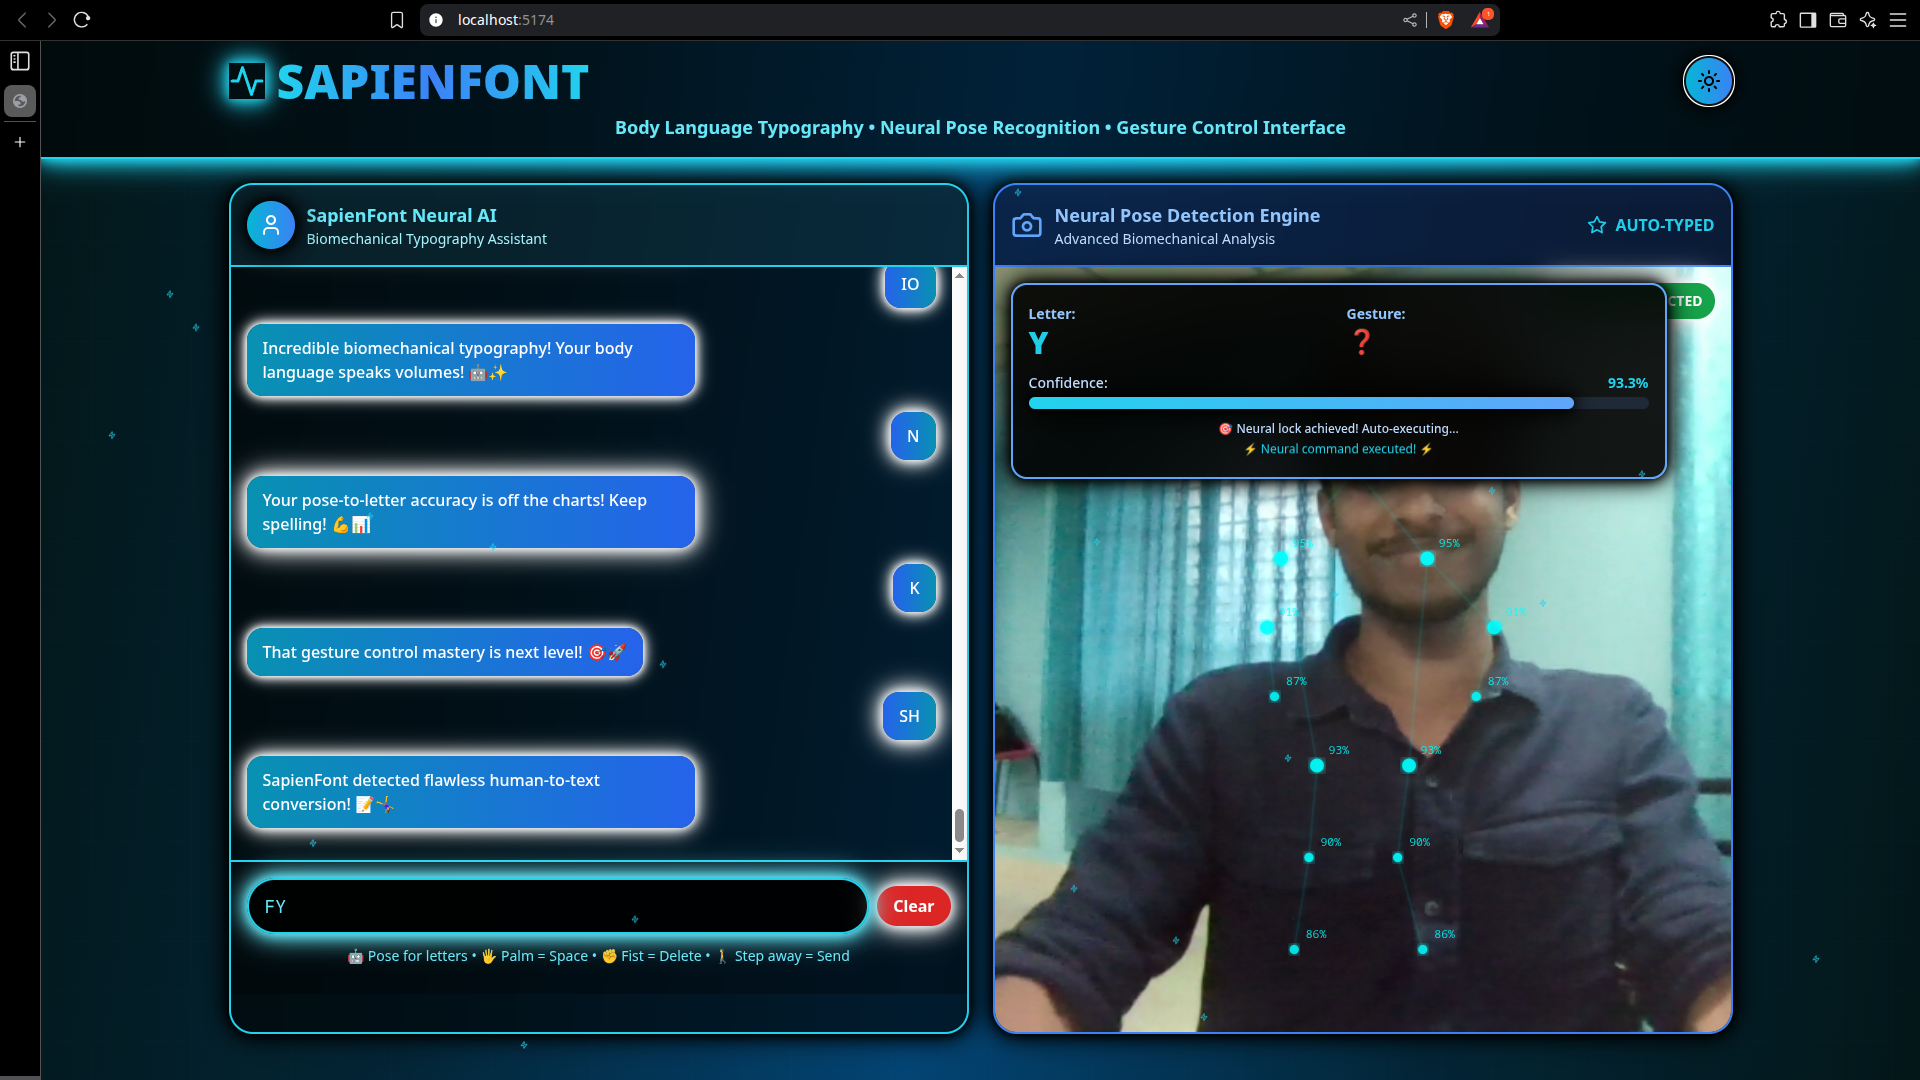 localhost:5174
SAPIENFONT
Body Language Typography • Neural Pose Recognition • Gesture Control Interface
SapienFont Neural AI
Biomechanical Typography Assistant
IO
Incredible biomechanical typography! Your body
language speaks volumes! 🤖✨
N
Your pose-to-letter accuracy is off the charts! Keep
spelling! 💪📊
K
That gesture control mastery is next level! 🎯🚀
SH
SapienFont detected flawless human-to-text
conversion! 📝🤸
FY
Clear
🤖 Pose for letters • 🖐 Palm = Space • ✊ Fist = Delete • 🚶 Step away = Send
Neural Pose Detection Engine
Advanced Biomechanical Analysis
AUTO-TYPED
CTED
Letter:
Y
Gesture:
❓
Confidence:
93.3%
🎯 Neural lock achieved! Auto-executing...
⚡ Neural command executed! ⚡
95%
95%
91%
91%
87%
87%
93%
93%
90%
90%
86%
86%